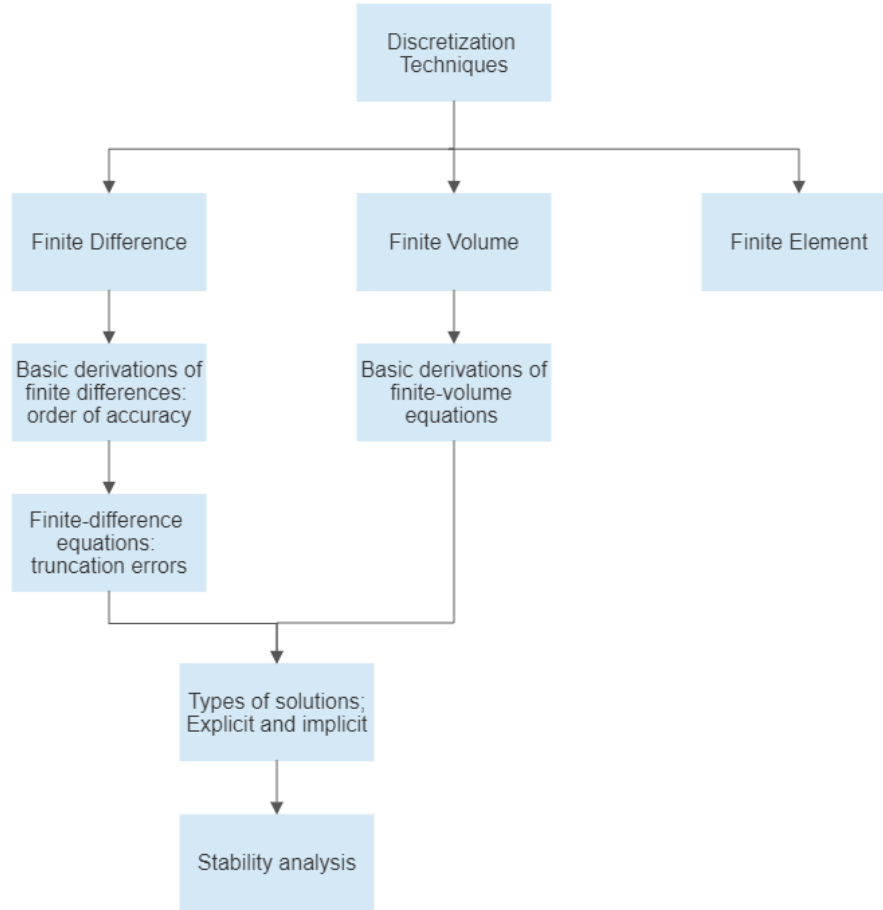 Discretization
Techniques
Finite Difference
Finite Volume
Finite Element
Basic derivations of
finite differences:
order of accuracy
Basic derivations of
finite-volume
equations
Finite-difference
equations:
truncation errors
Types of solutions;
Explicit and implicit
Stability analysis